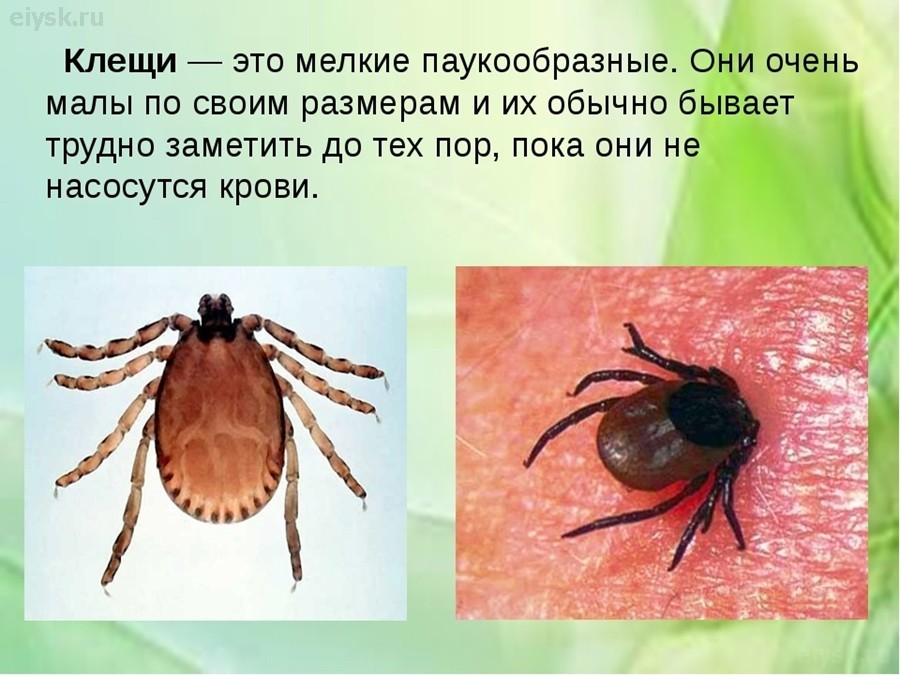 eiysk.ru
Клещи — это мелкие паукообразные. Они очень
малы по своим размерам и их обычно бывает
трудно заметить до тех пор, пока они не
насосутся крови.